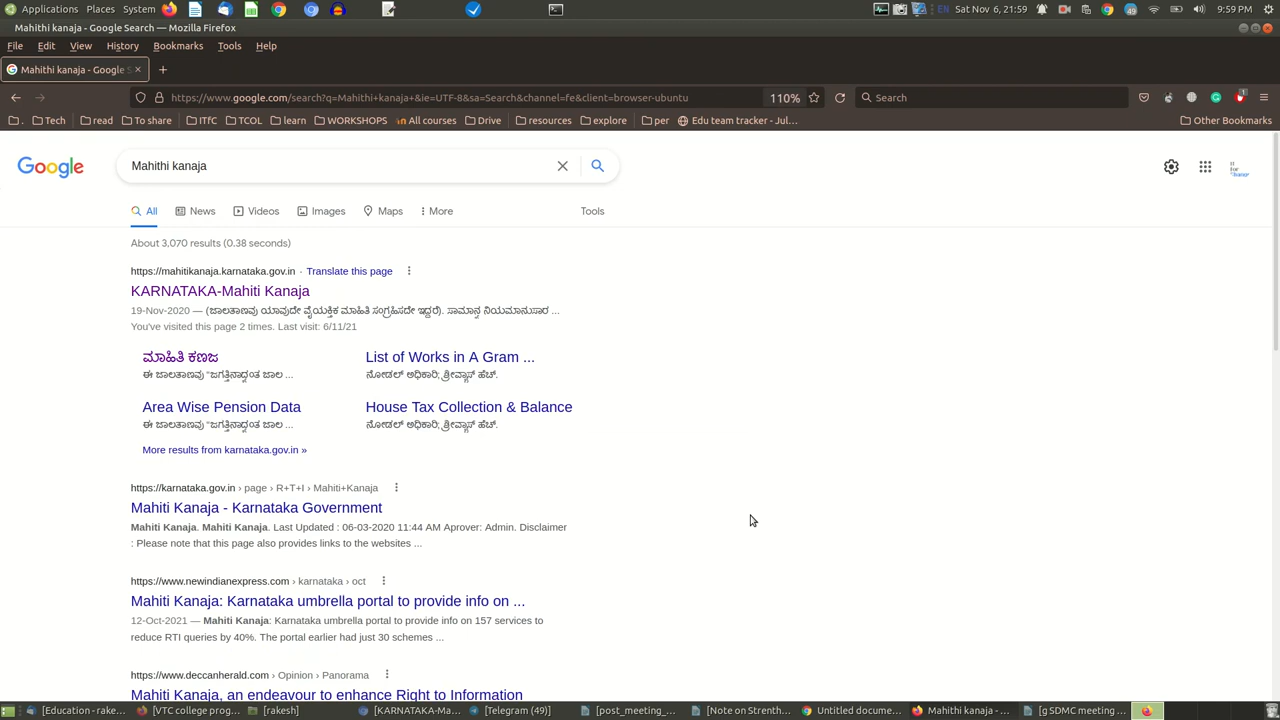 Applications Places System EN Sat Nov 6, 21:59 9:59 PM
Mahithi kanaja - Google Search - Mozilla Firefox
File Edit View History Bookmarks Tools Help
Mahithi kanaja - Google S
https://www.google.com/search?q=Mahithi+kanaja+&ie=UTF-8&sa=Search&channel=fe&client=browser-ubuntu 110% Search
. Tech read To share ITfC TCOL learn WORKSHOPS All courses Drive resources explore per Edu team tracker - Jul... Other Bookmarks
Google Mahithi kanaja
All News Videos Images Maps More Tools
About 3,070 results (0.38 seconds)
https://mahitikanaja.karnataka.gov.in · Translate this page
KARNATAKA-Mahiti Kanaja
19-Nov-2020 — (ಜಾಲತಾಣವು ಯಾವುದೇ ವೈಯಕ್ತಿಕ ಮಾಹಿತಿ ಸಂಗ್ರಹಿಸದೇ ಇದ್ದರೆ). ಸಾಮಾನ್ಯ ನಿಯಮಾನುಸಾರ ...
You've visited this page 2 times. Last visit: 6/11/21
ಮಾಹಿತಿ ಕಣಜ List of Works in A Gram ...
ಈ ಜಾಲತಾಣವು “ಜಗತ್ತಿನಾದ್ಯಂತ ಜಾಲ ... ನೋಡಲ್ ಅಧಿಕಾರಿ; ಶ್ರೀವ್ಯಾಸ್ ಹೆಚ್.
Area Wise Pension Data House Tax Collection & Balance
ಈ ಜಾಲತಾಣವು “ಜಗತ್ತಿನಾದ್ಯಂತ ಜಾಲ ... ನೋಡಲ್ ಅಧಿಕಾರಿ; ಶ್ರೀವ್ಯಾಸ್ ಹೆಚ್.
More results from karnataka.gov.in »
https://karnataka.gov.in › page › R+T+I › Mahiti+Kanaja
Mahiti Kanaja - Karnataka Government
Mahiti Kanaja. Mahiti Kanaja. Last Updated : 06-03-2020 11:44 AM Aprover: Admin. Disclaimer
: Please note that this page also provides links to the websites ...
https://www.newindianexpress.com › karnataka › oct
Mahiti Kanaja: Karnataka umbrella portal to provide info on ...
12-Oct-2021 — Mahiti Kanaja: Karnataka umbrella portal to provide info on 157 services to
reduce RTI queries by 40%. The portal earlier had just 30 schemes ...
https://www.deccanherald.com › Opinion › Panorama
Mahiti Kanaja, an endeavour to enhance Right to Information
[Education - rake... [VTC college prog... [rakesh] [KARNATAKA-Ma... [Telegram (49)] [post_meeting_... [Note on Strenth... Untitled docume... Mahithi kanaja - ... [g SDMC meeting ...